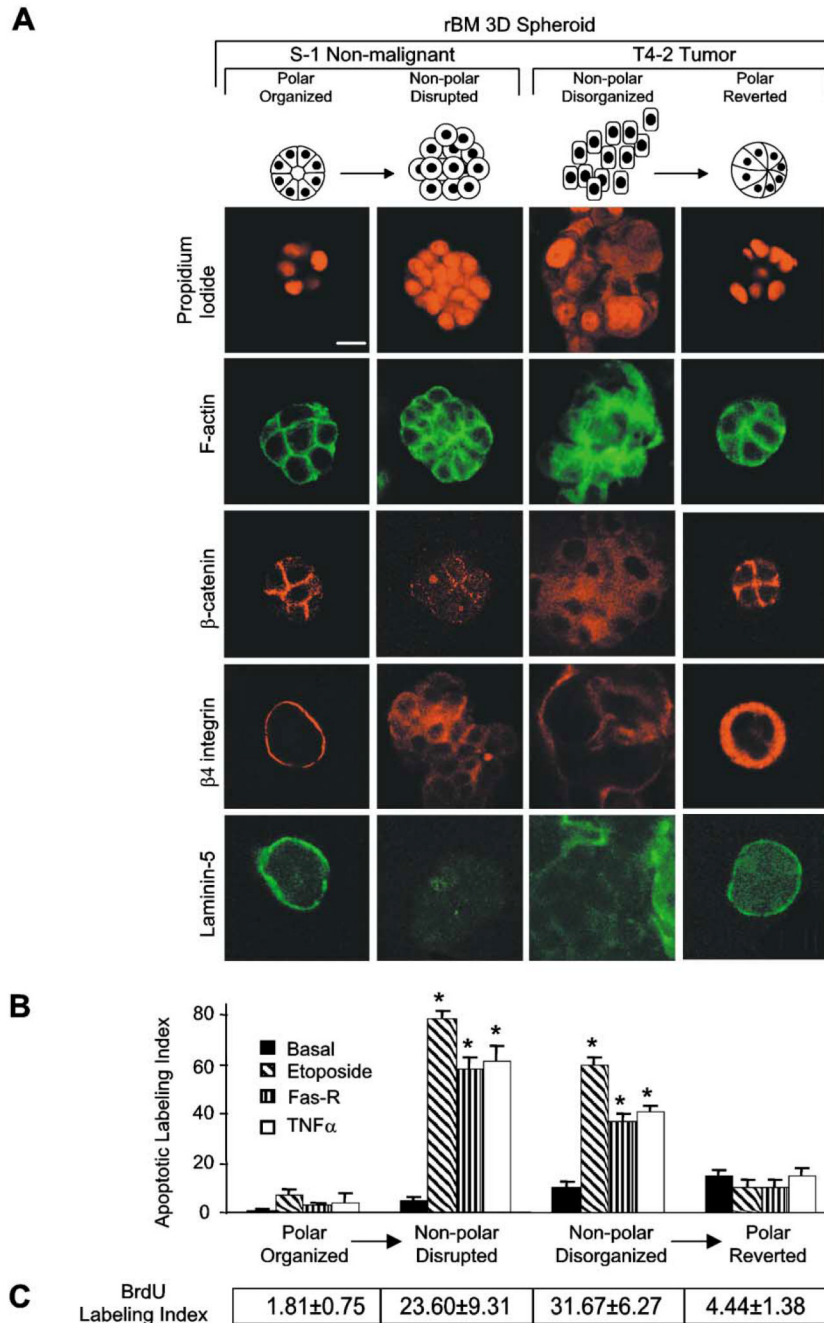 A
rBM 3D Spheroid
S-1 Non-malignant T4-2 Tumor
Polar Organized Non-polar Disrupted Non-polar Disorganized Polar Reverted
Propidium Iodide
F-actin
β-catenin
β4 integrin
Laminin-5
B
Apoptotic Labeling Index
80
60
40
20
0
Basal
Etoposide
Fas-R
TNFα
* * *
* * *
Polar Organized Non-polar Disrupted Non-polar Disorganized Polar Reverted
C
BrdU Labeling Index 1.81±0.75 23.60±9.31 31.67±6.27 4.44±1.38